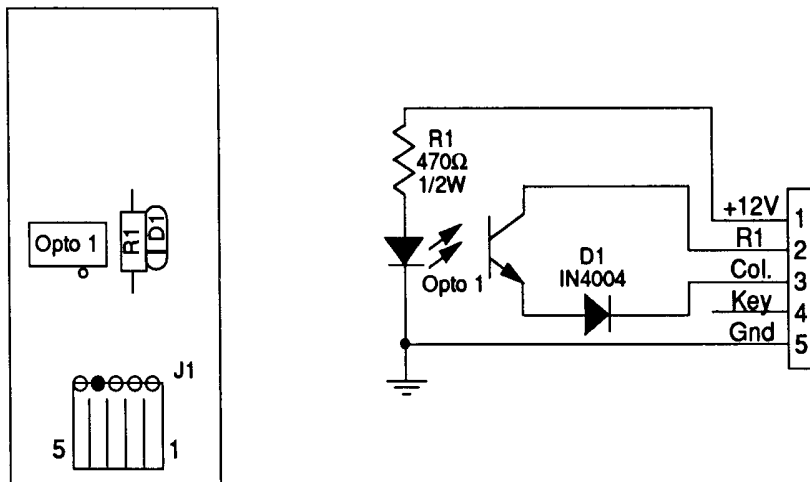 Opto 1
R1
D1
J1
5
1
R1
470Ω
1/2W
Opto 1
D1
IN4004
+12V
1
R1
2
Col.
3
Key
4
Gnd
5